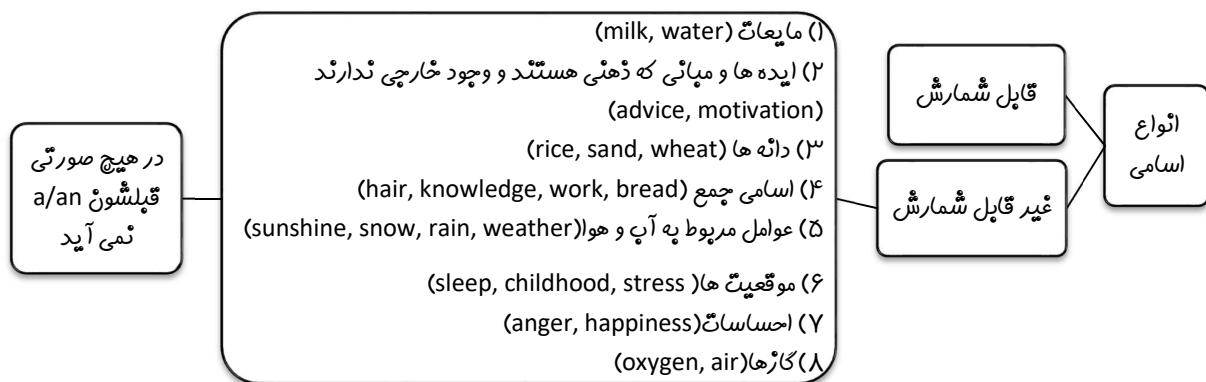 انواع
اسامی
قابل شمارش
غیر قابل شمارش
۱) مایعات (milk, water)
۲) ایده ها و مبانی که ذهنی هستند و وجود خارجی ندارند
(advice, motivation)
۳) دانه ها (rice, sand, wheat)
۴) اسامی جمع (hair, knowledge, work, bread)
۵) عوامل مربوط به آب و هوا(sunshine, snow, rain, weather)
۶) موقعیت ها( sleep, childhood, stress)
۷) احساسات(anger, happiness)
۸) گازها(oxygen, air)
در هیچ صورتی
قبلشون a/an
نمی آید